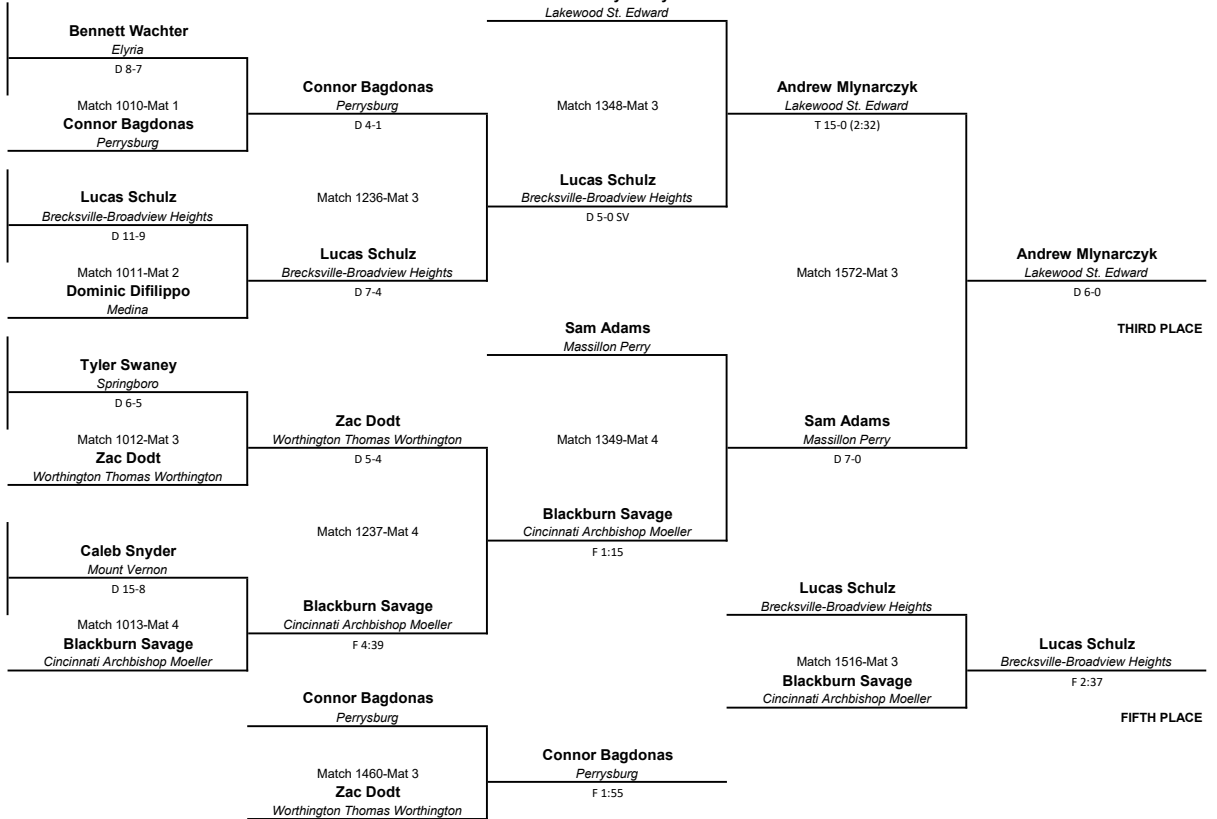 Lakewood St. Edward
Bennett Wachter
Elyria
D 8-7
Match 1010-Mat 1
Connor Bagdonas
Perrysburg
Lucas Schulz
Brecksville-Broadview Heights
D 11-9
Match 1011-Mat 2
Dominic Difilippo
Medina
Tyler Swaney
Springboro
D 6-5
Match 1012-Mat 3
Zac Dodt
Worthington Thomas Worthington
Caleb Snyder
Mount Vernon
D 15-8
Match 1013-Mat 4
Blackburn Savage
Cincinnati Archbishop Moeller
Connor Bagdonas
Perrysburg
D 4-1
Match 1236-Mat 3
Lucas Schulz
Brecksville-Broadview Heights
D 7-4
Zac Dodt
Worthington Thomas Worthington
D 5-4
Match 1237-Mat 4
Blackburn Savage
Cincinnati Archbishop Moeller
F 4:39
Connor Bagdonas
Perrysburg
Match 1460-Mat 3
Zac Dodt
Worthington Thomas Worthington
Match 1348-Mat 3
Lucas Schulz
Brecksville-Broadview Heights
D 5-0 SV
Sam Adams
Massillon Perry
Match 1349-Mat 4
Blackburn Savage
Cincinnati Archbishop Moeller
F 1:15
Connor Bagdonas
Perrysburg
F 1:55
Andrew Mlynarczyk
Lakewood St. Edward
T 15-0 (2:32)
Match 1572-Mat 3
Sam Adams
Massillon Perry
D 7-0
Lucas Schulz
Brecksville-Broadview Heights
Match 1516-Mat 3
Blackburn Savage
Cincinnati Archbishop Moeller
Andrew Mlynarczyk
Lakewood St. Edward
D 6-0
THIRD PLACE
Lucas Schulz
Brecksville-Broadview Heights
F 2:37
FIFTH PLACE